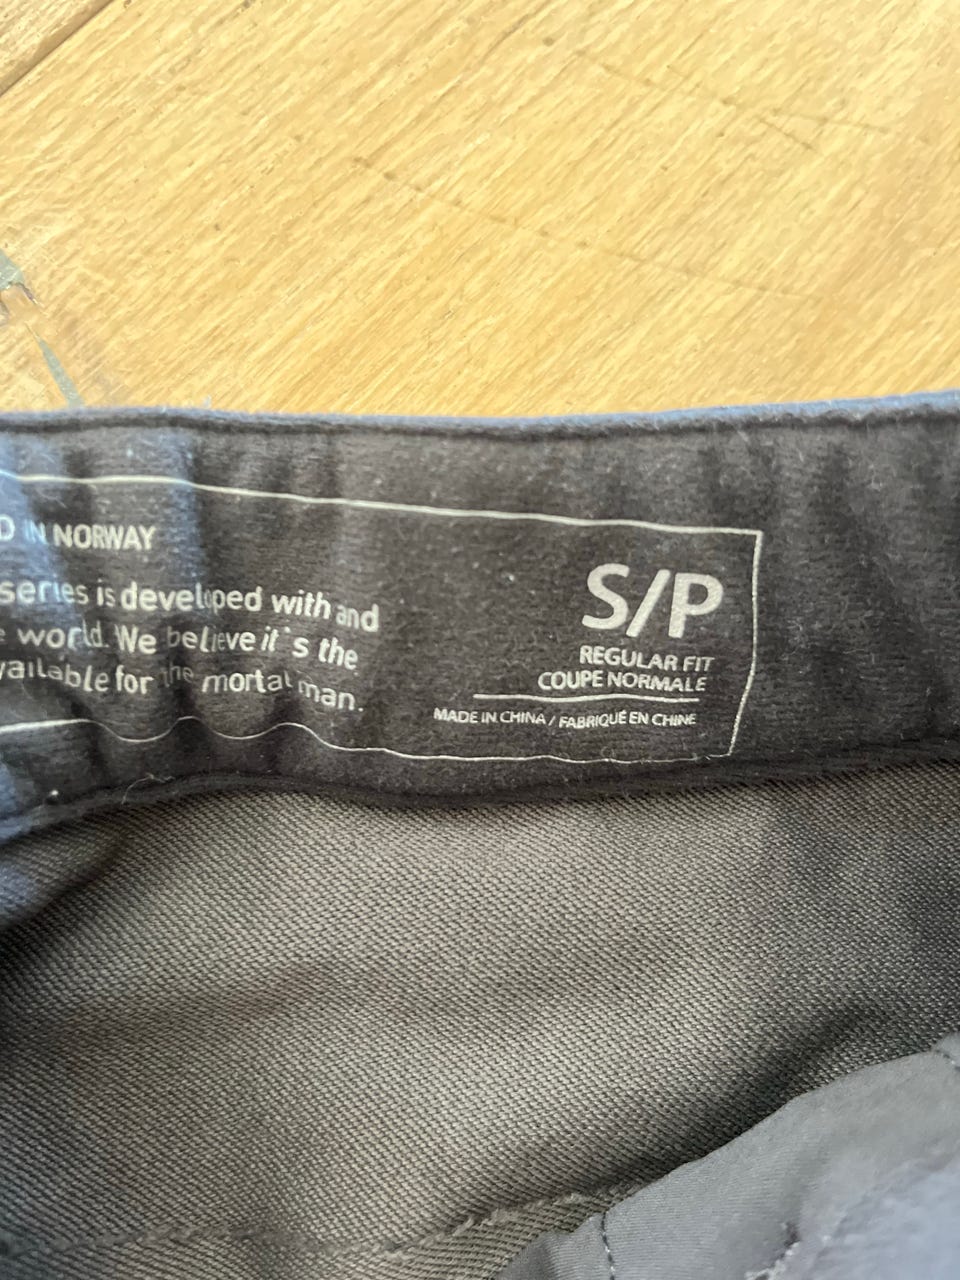 D IN NORWAY
series is developed with and
world. We believe it`s the
vailable for the mortal man.
S/P
REGULAR FIT
COUPE NORMALE
MADE IN CHINA / FABRIQUÉ EN CHINE